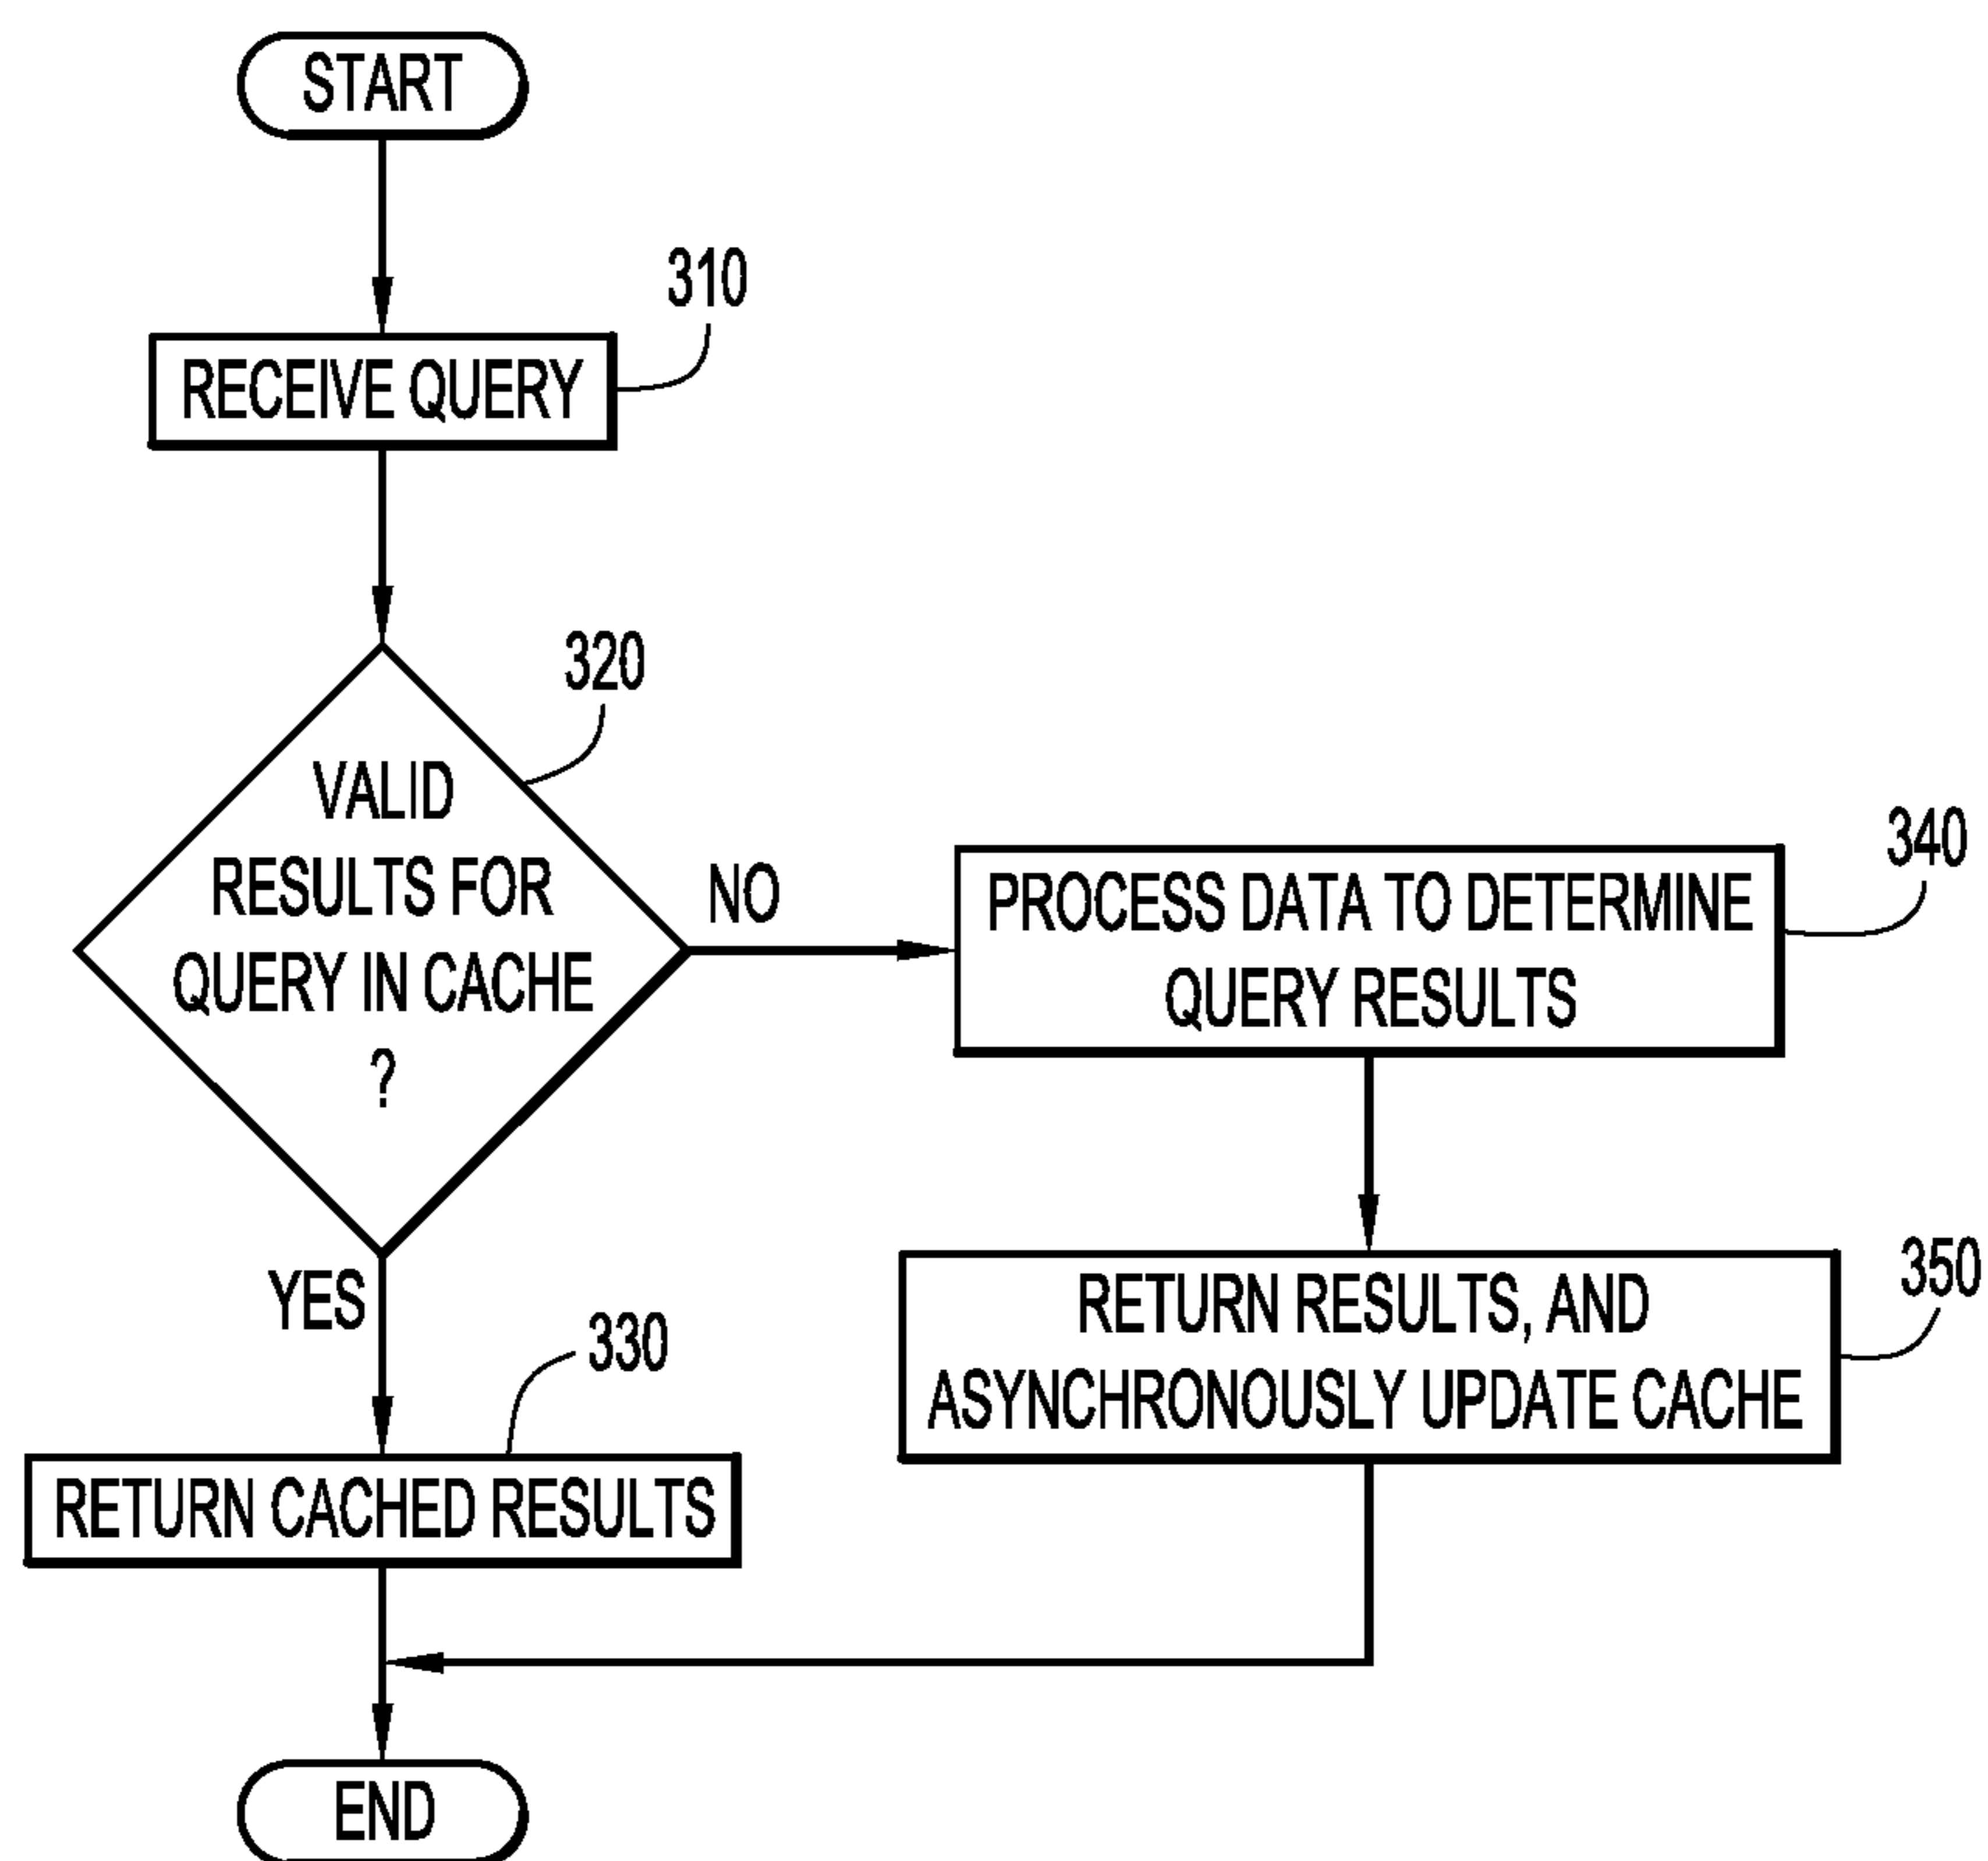 START
310
RECEIVE QUERY
320
VALID
RESULTS FOR
QUERY IN CACHE
?
NO
340
PROCESS DATA TO DETERMINE
QUERY RESULTS
YES
330
RETURN CACHED RESULTS
350
RETURN RESULTS, AND
ASYNCHRONOUSLY UPDATE CACHE
END